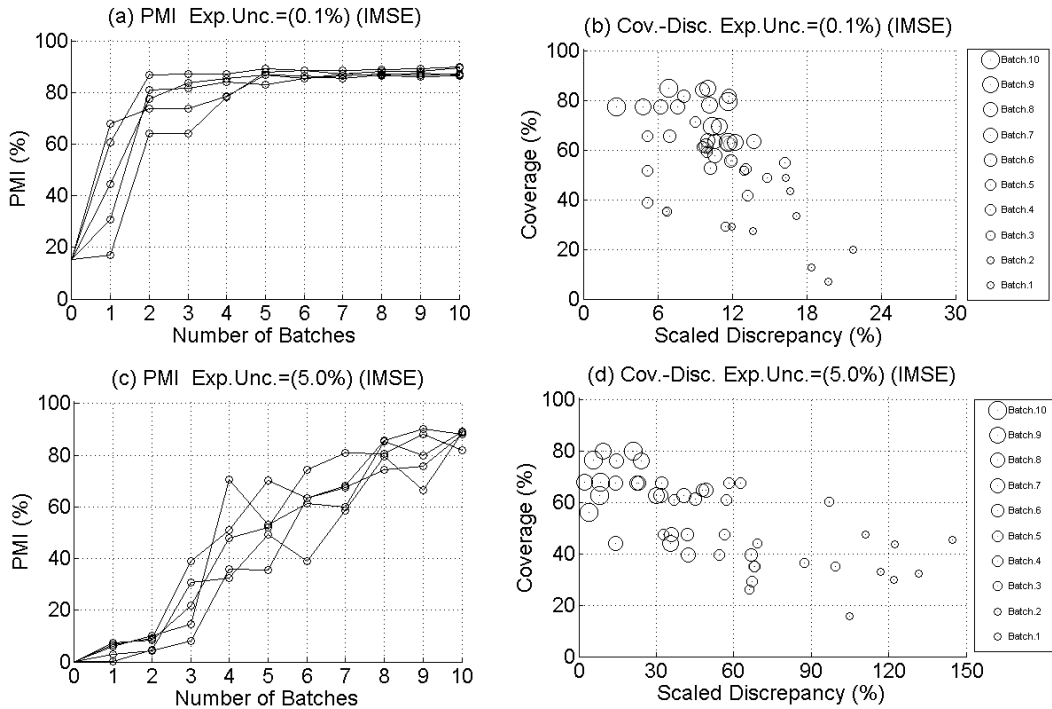 (a) PMI Exp.Unc.=(0.1%) (IMSE)
PMI (%)
100
80
60
40
20
0
0 1 2 3 4 5 6 7 8 9 10
Number of Batches
(b) Cov.-Disc. Exp.Unc.=(0.1%) (IMSE)
Coverage (%)
100
80
60
40
20
0
0 6 12 18 24 30
Scaled Discrepancy (%)
Batch.10
Batch.9
Batch.8
Batch.7
Batch.6
Batch.5
Batch.4
Batch.3
Batch.2
Batch.1
(c) PMI Exp.Unc.=(5.0%) (IMSE)
PMI (%)
100
80
60
40
20
0
0 1 2 3 4 5 6 7 8 9 10
Number of Batches
(d) Cov.-Disc. Exp.Unc.=(5.0%) (IMSE)
Coverage (%)
100
80
60
40
20
0
0 30 60 90 120 150
Scaled Discrepancy (%)
Batch.10
Batch.9
Batch.8
Batch.7
Batch.6
Batch.5
Batch.4
Batch.3
Batch.2
Batch.1